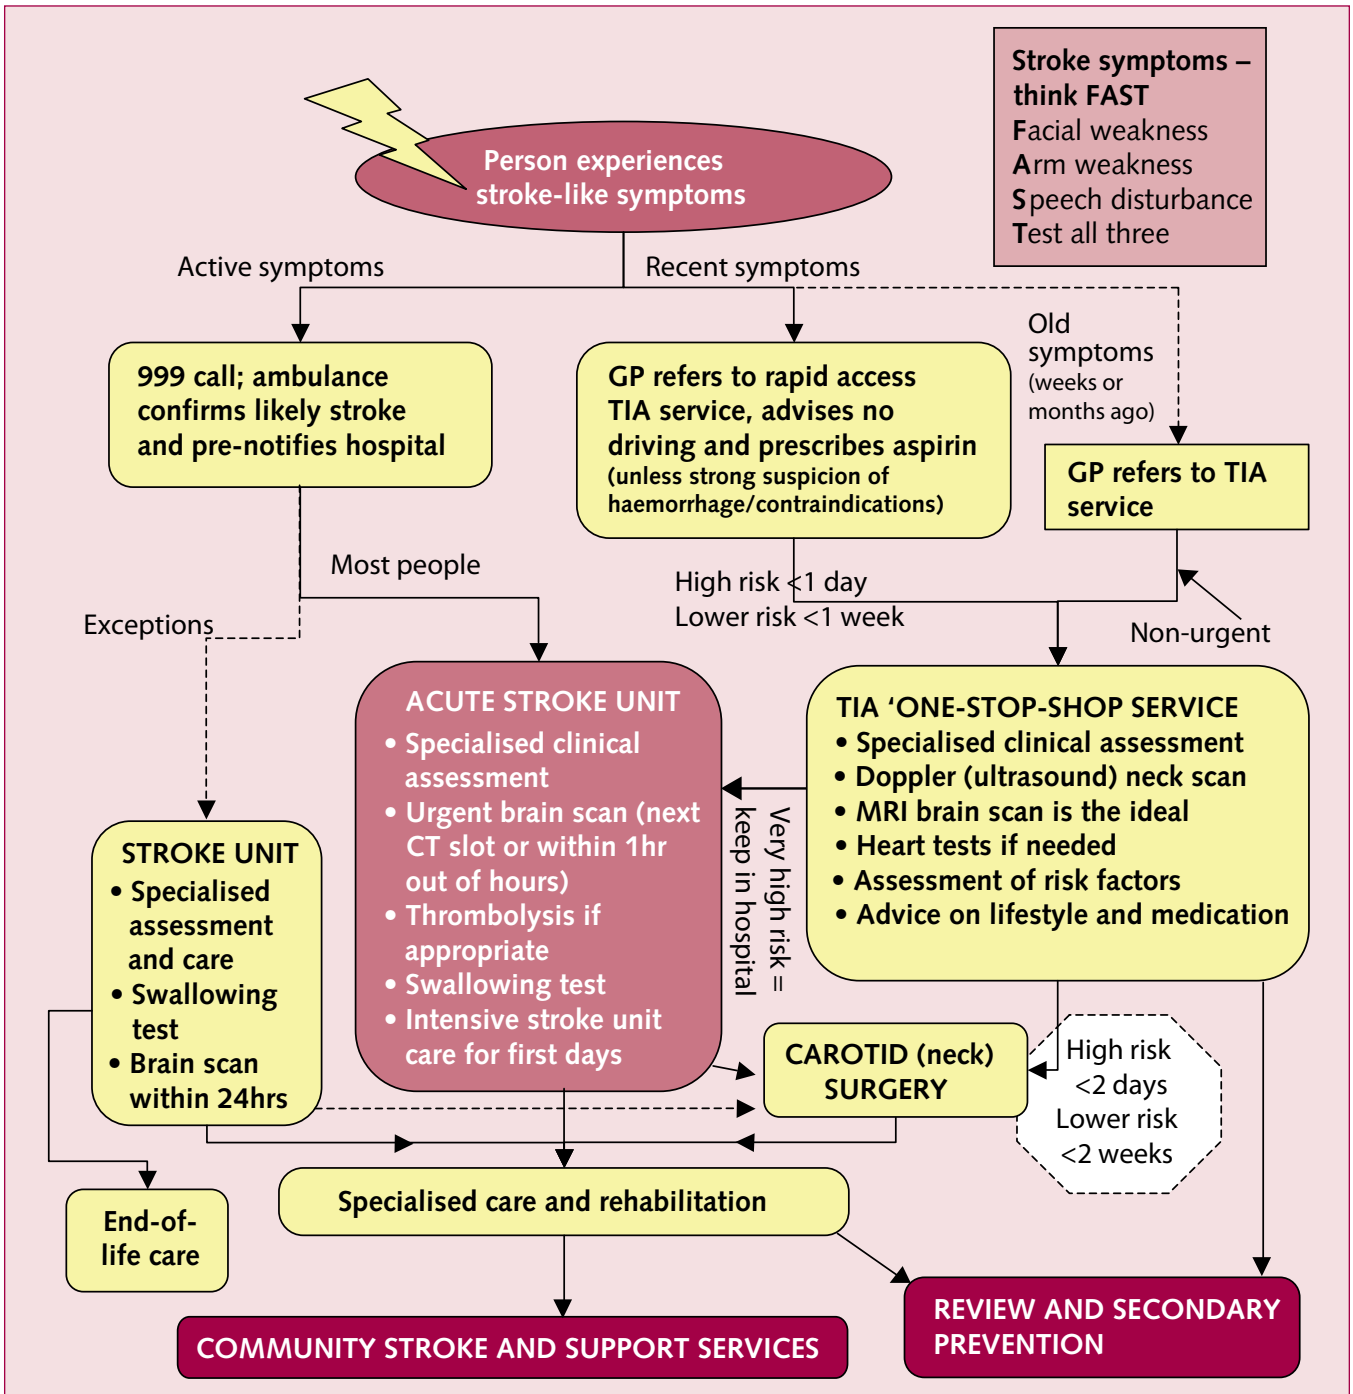 Stroke symptoms –
think FAST
Facial weakness
Arm weakness
Speech disturbance
Test all three
Person experiences
stroke-like symptoms
Active symptoms
Recent symptoms
Old
symptoms
(weeks or
months ago)
999 call; ambulance
confirms likely stroke
and pre-notifies hospital
GP refers to rapid access
TIA service, advises no
driving and prescribes aspirin
(unless strong suspicion of
haemorrhage/contraindications)
GP refers to TIA
service
Most people
Exceptions
High risk <1 day
Lower risk <1 week
Non-urgent
ACUTE STROKE UNIT
• Specialised clinical
assessment
• Urgent brain scan (next
CT slot or within 1hr
out of hours)
• Thrombolysis if
appropriate
• Swallowing test
• Intensive stroke unit
care for first days
Very high risk =
keep in hospital
TIA ‘ONE-STOP-SHOP SERVICE
• Specialised clinical assessment
• Doppler (ultrasound) neck scan
• MRI brain scan is the ideal
• Heart tests if needed
• Assessment of risk factors
• Advice on lifestyle and medication
STROKE UNIT
• Specialised
assessment
and care
• Swallowing
test
• Brain scan
within 24hrs
CAROTID (neck)
SURGERY
High risk
<2 days
Lower risk
<2 weeks
End-of-
life care
Specialised care and rehabilitation
COMMUNITY STROKE AND SUPPORT SERVICES
REVIEW AND SECONDARY
PREVENTION